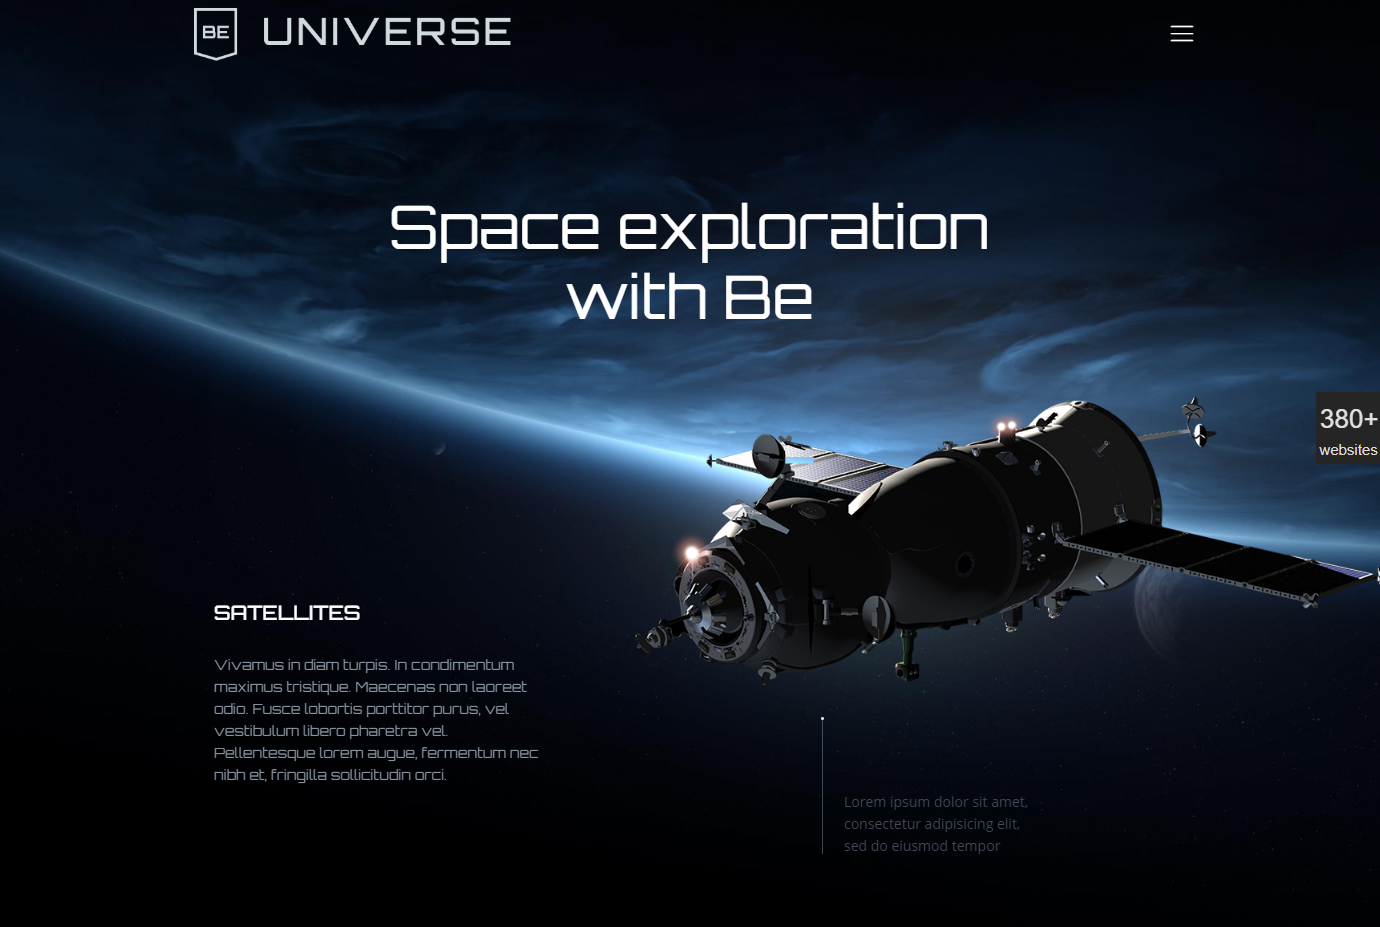 BE UNIVERSE
Space exploration
with Be
380+
websites
SATELLITES
Vivamus in diam turpis. In condimentum
maximus tristique. Maecenas non laoreet
odio. Fusce lobortis porttitor purus, vel
vestibulum libero pharetra vel.
Pellentesque lorem augue, fermentum nec
nibh et, fringilla sollicitudin orci.
Lorem ipsum dolor sit amet,
consectetur adipisicing elit,
sed do eiusmod tempor